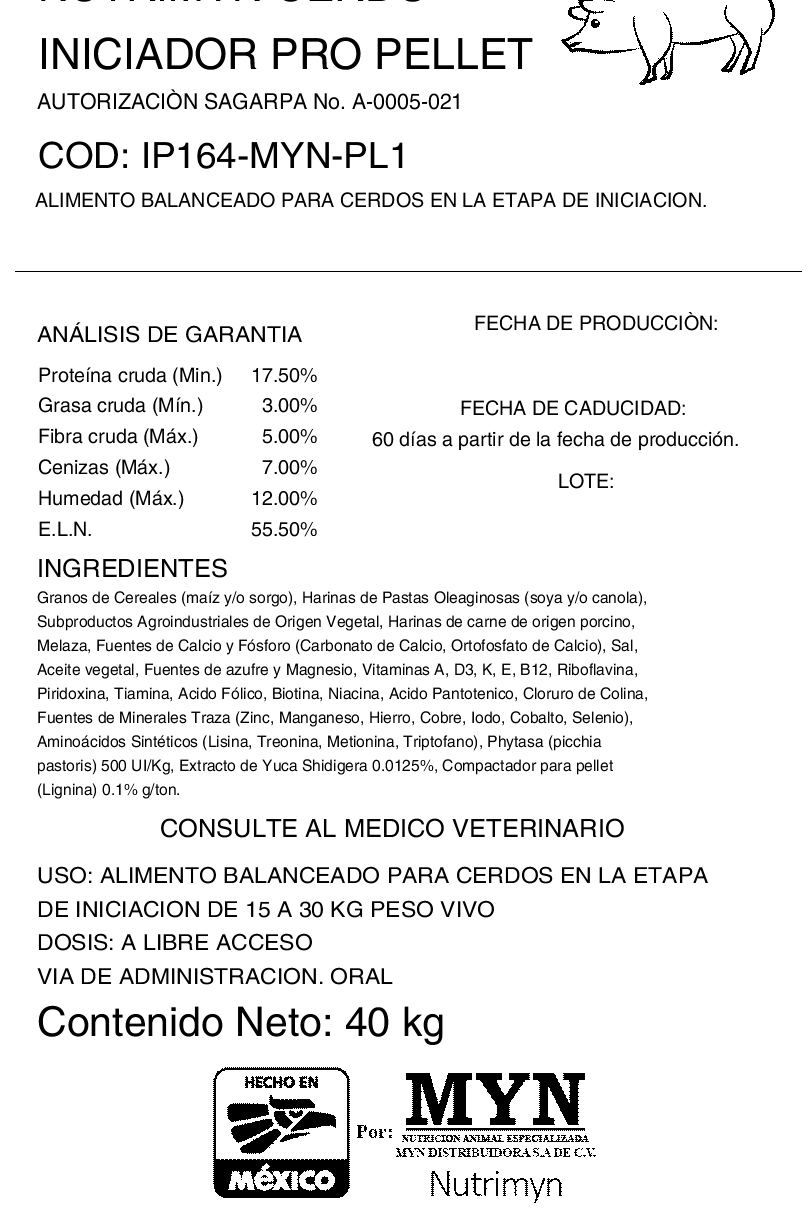 NUTRIMYN CERDO
INICIADOR PRO PELLET
AUTORIZACIÒN SAGARPA No. A-0005-021
COD: IP164-MYN-PL1
ALIMENTO BALANCEADO PARA CERDOS EN LA ETAPA DE INICIACION.
ANÁLISIS DE GARANTIA
Proteína cruda (Min.) 17.50%
Grasa cruda (Mín.) 3.00%
Fibra cruda (Máx.) 5.00%
Cenizas (Máx.) 7.00%
Humedad (Máx.) 12.00%
E.L.N. 55.50%
FECHA DE PRODUCCIÒN:
FECHA DE CADUCIDAD:
60 días a partir de la fecha de producción.
LOTE:
INGREDIENTES
Granos de Cereales (maíz y/o sorgo), Harinas de Pastas Oleaginosas (soya y/o canola),
Subproductos Agroindustriales de Origen Vegetal, Harinas de carne de origen porcino,
Melaza, Fuentes de Calcio y Fósforo (Carbonato de Calcio, Ortofosfato de Calcio), Sal,
Aceite vegetal, Fuentes de azufre y Magnesio, Vitaminas A, D3, K, E, B12, Riboflavina,
Piridoxina, Tiamina, Acido Fólico, Biotina, Niacina, Acido Pantotenico, Cloruro de Colina,
Fuentes de Minerales Traza (Zinc, Manganeso, Hierro, Cobre, Iodo, Cobalto, Selenio),
Aminoácidos Sintéticos (Lisina, Treonina, Metionina, Triptofano), Phytasa (picchia
pastoris) 500 UI/Kg, Extracto de Yuca Shidigera 0.0125%, Compactador para pellet
(Lignina) 0.1% g/ton.
CONSULTE AL MEDICO VETERINARIO
USO: ALIMENTO BALANCEADO PARA CERDOS EN LA ETAPA
DE INICIACION DE 15 A 30 KG PESO VIVO
DOSIS: A LIBRE ACCESO
VIA DE ADMINISTRACION. ORAL
Contenido Neto: 40 kg
HECHO EN
MéXICO
Por:
MYN
NUTRICION ANIMAL ESPECIALIZADA
MYN DISTRIBUIDORA S.A DE C.V.
Nutrimyn